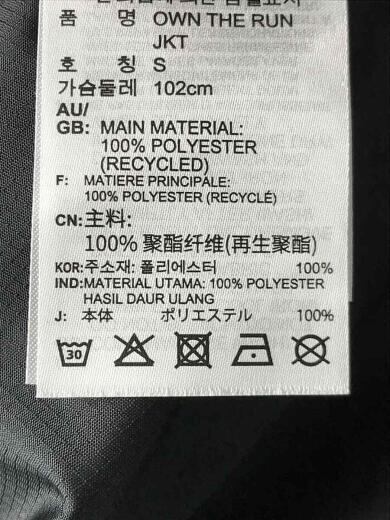 품 명 OWN THE RUN
JKT
호 칭 S
가슴둘레 102cm
AU/
GB: MAIN MATERIAL:
100% POLYESTER
(RECYCLED)
F: MATIERE PRINCIPALE:
100% POLYESTER (RECYCLÉ)
CN:主料:
100% 聚酯纤维(再生聚酯)
KOR:주소재: 폴리에스터 100%
IND:MATERIAL UTAMA: 100% POLYESTER
HASIL DAUR ULANG
J: 本体 ポリエステル 100%
30